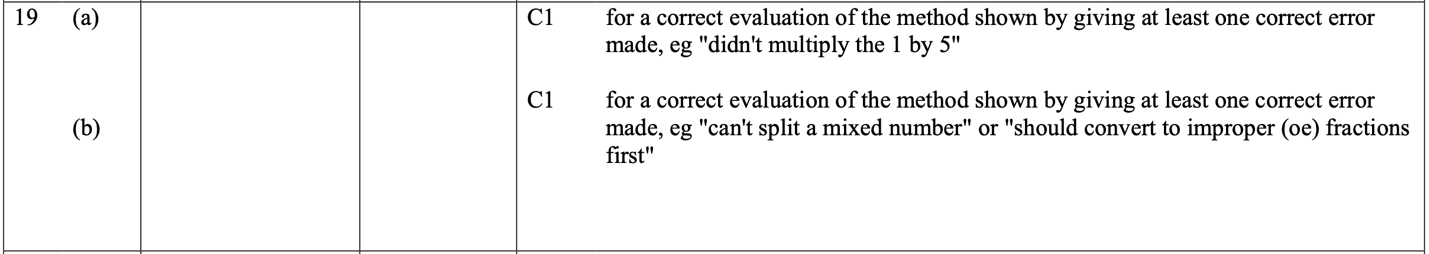 19 (a) C1 for a correct evaluation of the method shown by giving at least one correct error
made, eg "didn't multiply the 1 by 5"
C1 for a correct evaluation of the method shown by giving at least one correct error
(b) made, eg "can't split a mixed number" or "should convert to improper (oe) fractions
first"